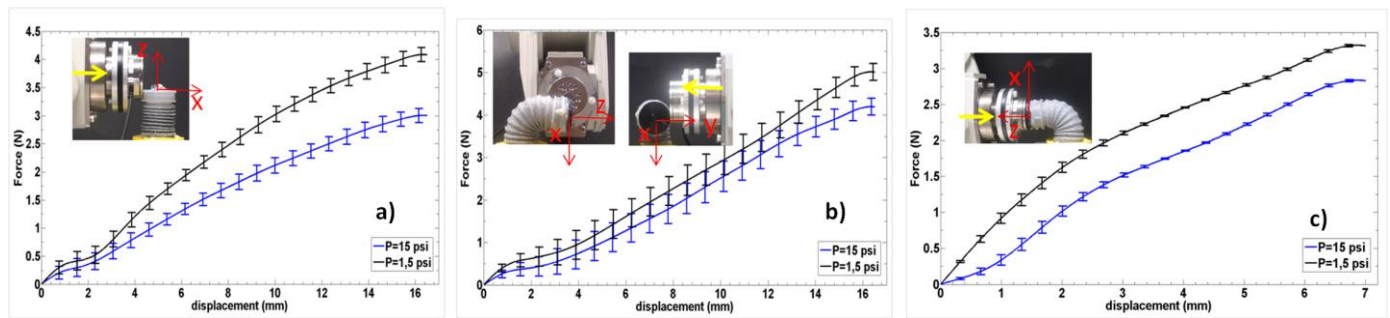 4.5
4
3.5
3
2.5
2
1.5
1
0.5
0
Force (N)
0 2 4 6 8 10 12 14 16
displacement (mm)
z
x
a)
P=15 psi
P=1,5 psi
6
5
4
3
2
1
0
Force (N)
0 2 4 6 8 10 12 14 16
displacement (mm)
z
x
y
x
b)
P=15 psi
P=1,5 psi
3.5
3
2.5
2
1.5
1
0.5
0
Force (N)
0 1 2 3 4 5 6 7
displacement (mm)
x
z
c)
P=15 psi
P=1,5 psi